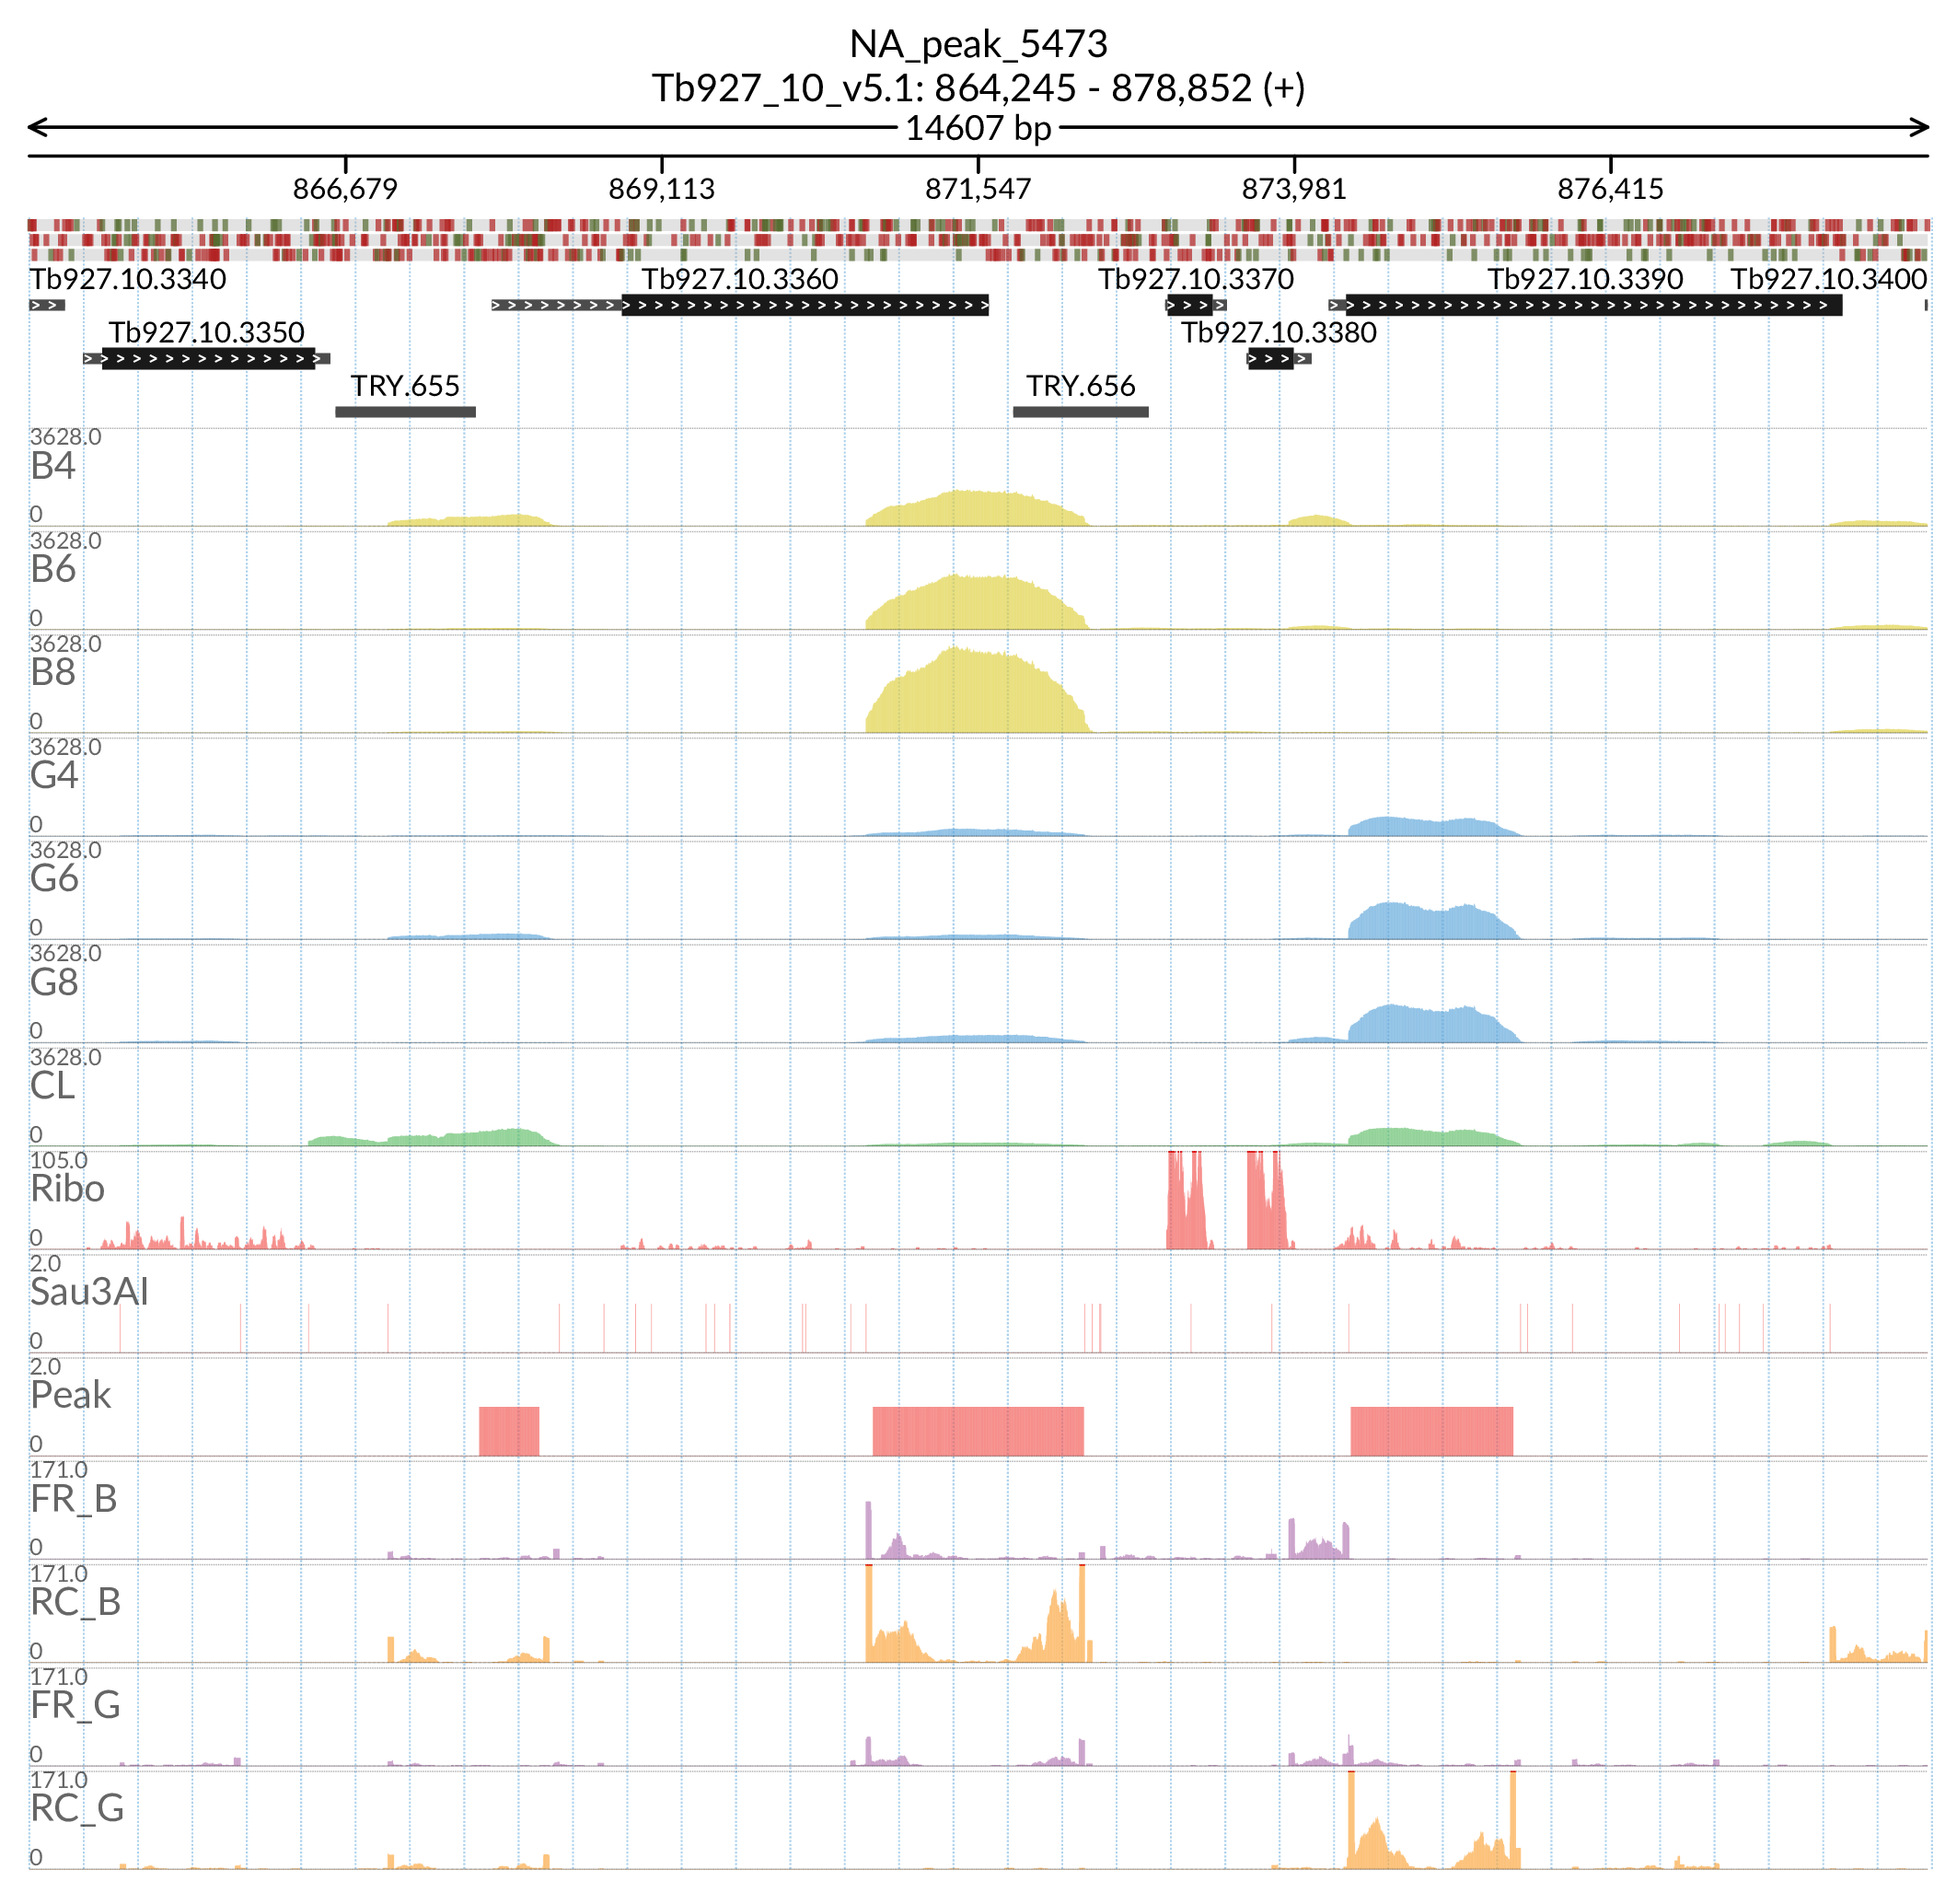 NA_peak_5473
Tb927_10_v5.1: 864,245 - 878,852 (+)
14607 bp
866,679 869,113 871,547 873,981 876,415
Tb927.10.3340 Tb927.10.3360 Tb927.10.3370 Tb927.10.3390 Tb927.10.3400
Tb927.10.3350 Tb927.10.3380
TRY.655 TRY.656
3628.0
B4
0
3628.0
B6
0
3628.0
B8
0
3628.0
G4
0
3628.0
G6
0
3628.0
G8
0
3628.0
CL
0
105.0
Ribo
0
2.0
Sau3AI
0
2.0
Peak
0
171.0
FR_B
0
171.0
RC_B
0
171.0
FR_G
0
171.0
RC_G
0